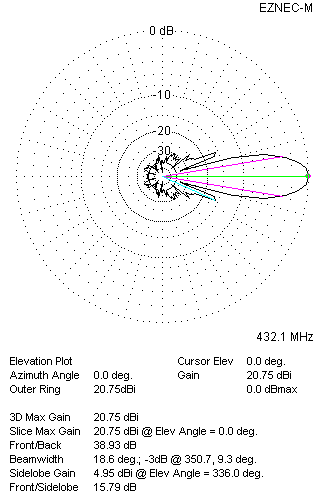 EZNEC-M
0 dB
-10
-20
-30
432.1 MHz
Elevation Plot Cursor Elev 0.0 deg.
Azimuth Angle 0.0 deg. Gain 20.75 dBi
Outer Ring 20.75dBi 0.0 dBmax
3D Max Gain 20.75 dBi
Slice Max Gain 20.75 dBi @ Elev Angle = 0.0 deg.
Front/Back 38.93 dB
Beamwidth 18.6 deg.; -3dB @ 350.7, 9.3 deg.
Sidelobe Gain 4.95 dBi @ Elev Angle = 336.0 deg.
Front/Sidelobe 15.79 dB